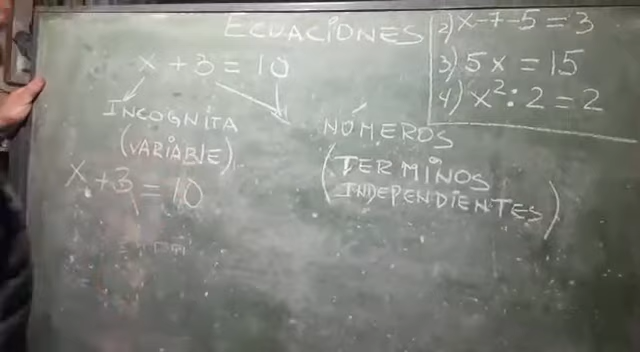 ECUACIONES
x + 3 = 10
INCOGNITA
(VARIABLE)
NÚMEROS
(TERMINOS
INDEPENDIENTES)
x + 3 = 10
2) x - 7 - 5 = 3
3) 5x = 15
4) x² : 2 = 2